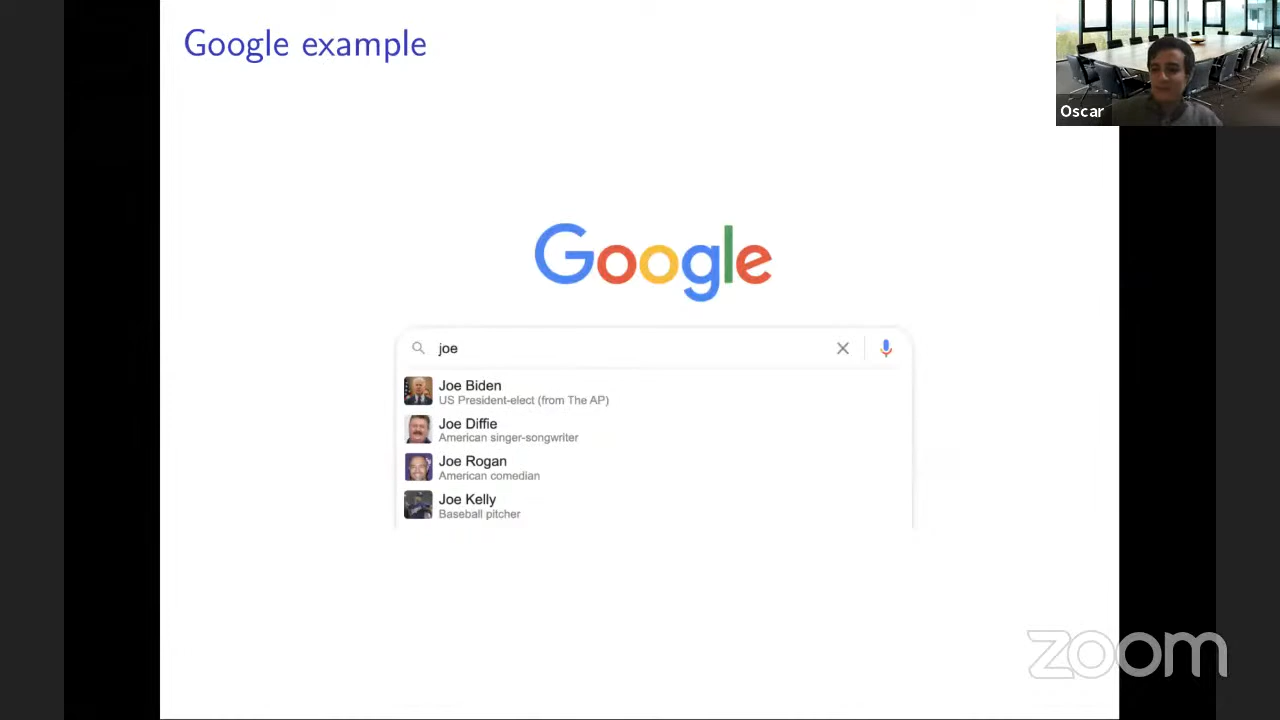 Google example
Oscar
Google
joe
Joe Biden
US President-elect (from The AP)
Joe Diffie
American singer-songwriter
Joe Rogan
American comedian
Joe Kelly
Baseball pitcher
zoom